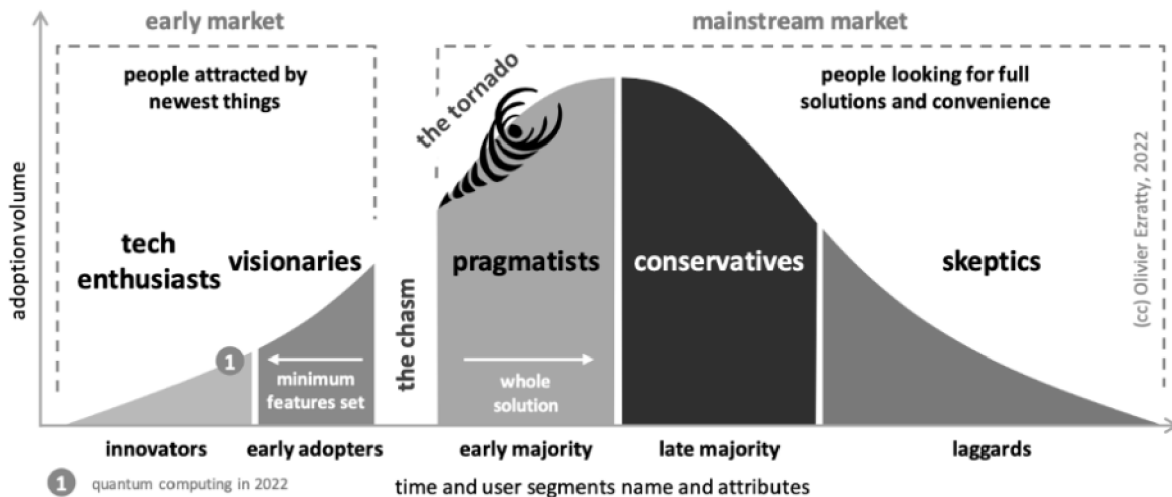 early market
mainstream market
people attracted by
newest things
the tornado
people looking for full
solutions and convenience
adoption volume
tech
enthusiasts
visionaries
the chasm
pragmatists
conservatives
skeptics
(cc) Olivier Ezratty, 2022
1
minimum
features set
whole
solution
innovators
early adopters
early majority
late majority
laggards
1 quantum computing in 2022
time and user segments name and attributes